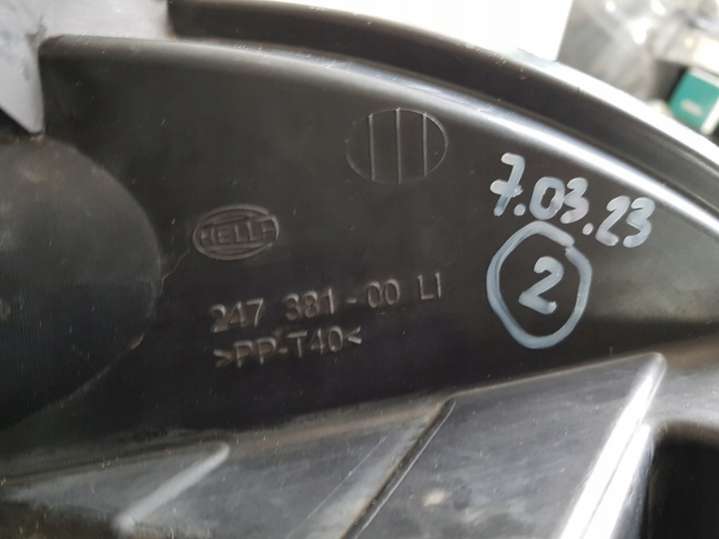 7.03.23
2
HELLA
247 381-00 LI
>PP-T40<